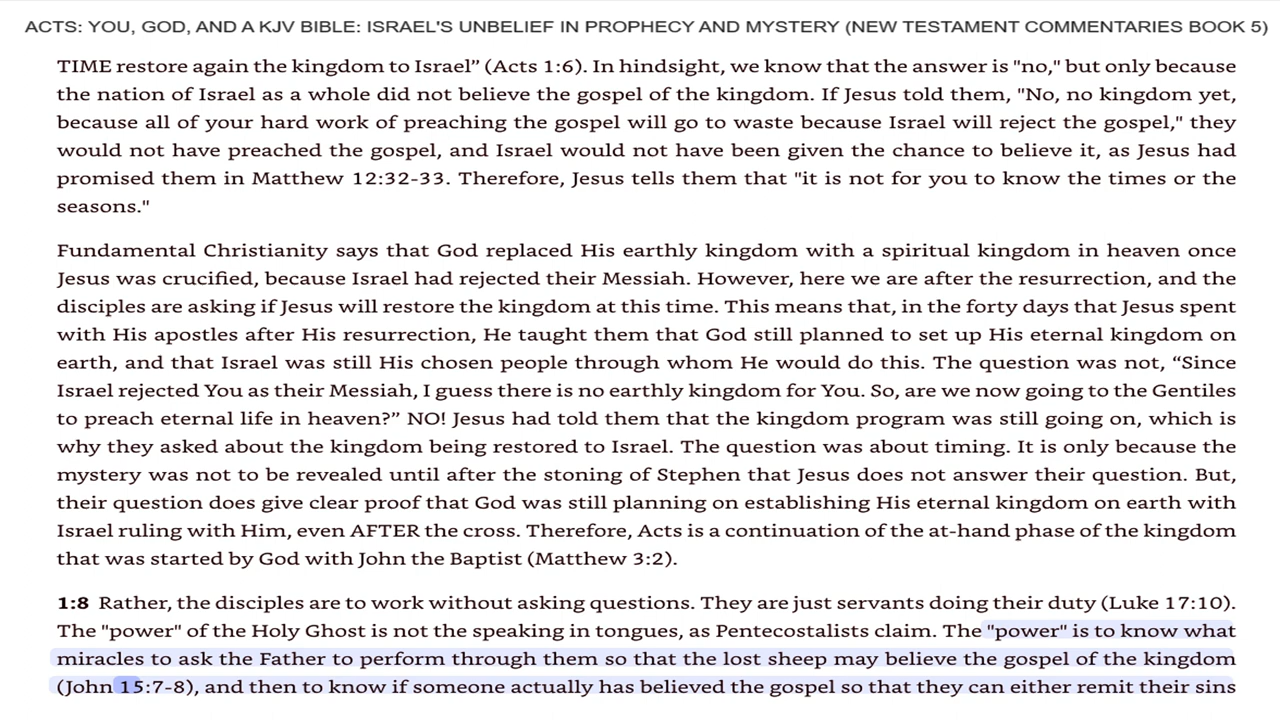 ACTS: YOU, GOD, AND A KJV BIBLE: ISRAEL'S UNBELIEF IN PROPHECY AND MYSTERY (NEW TESTAMENT COMMENTARIES BOOK 5)
TIME restore again the kingdom to Israel” (Acts 1:6). In hindsight, we know that the answer is "no," but only because
the nation of Israel as a whole did not believe the gospel of the kingdom. If Jesus told them, "No, no kingdom yet,
because all of your hard work of preaching the gospel will go to waste because Israel will reject the gospel," they
would not have preached the gospel, and Israel would not have been given the chance to believe it, as Jesus had
promised them in Matthew 12:32-33. Therefore, Jesus tells them that "it is not for you to know the times or the
seasons."
Fundamental Christianity says that God replaced His earthly kingdom with a spiritual kingdom in heaven once
Jesus was crucified, because Israel had rejected their Messiah. However, here we are after the resurrection, and the
disciples are asking if Jesus will restore the kingdom at this time. This means that, in the forty days that Jesus spent
with His apostles after His resurrection, He taught them that God still planned to set up His eternal kingdom on
earth, and that Israel was still His chosen people through whom He would do this. The question was not, “Since
Israel rejected You as their Messiah, I guess there is no earthly kingdom for You. So, are we now going to the Gentiles
to preach eternal life in heaven?” NO! Jesus had told them that the kingdom program was still going on, which is
why they asked about the kingdom being restored to Israel. The question was about timing. It is only because the
mystery was not to be revealed until after the stoning of Stephen that Jesus does not answer their question. But,
their question does give clear proof that God was still planning on establishing His eternal kingdom on earth with
Israel ruling with Him, even AFTER the cross. Therefore, Acts is a continuation of the at-hand phase of the kingdom
that was started by God with John the Baptist (Matthew 3:2).
1:8 Rather, the disciples are to work without asking questions. They are just servants doing their duty (Luke 17:10).
The "power" of the Holy Ghost is not the speaking in tongues, as Pentecostalists claim. The "power" is to know what
miracles to ask the Father to perform through them so that the lost sheep may believe the gospel of the kingdom
(John 15:7-8), and then to know if someone actually has believed the gospel so that they can either remit their sins